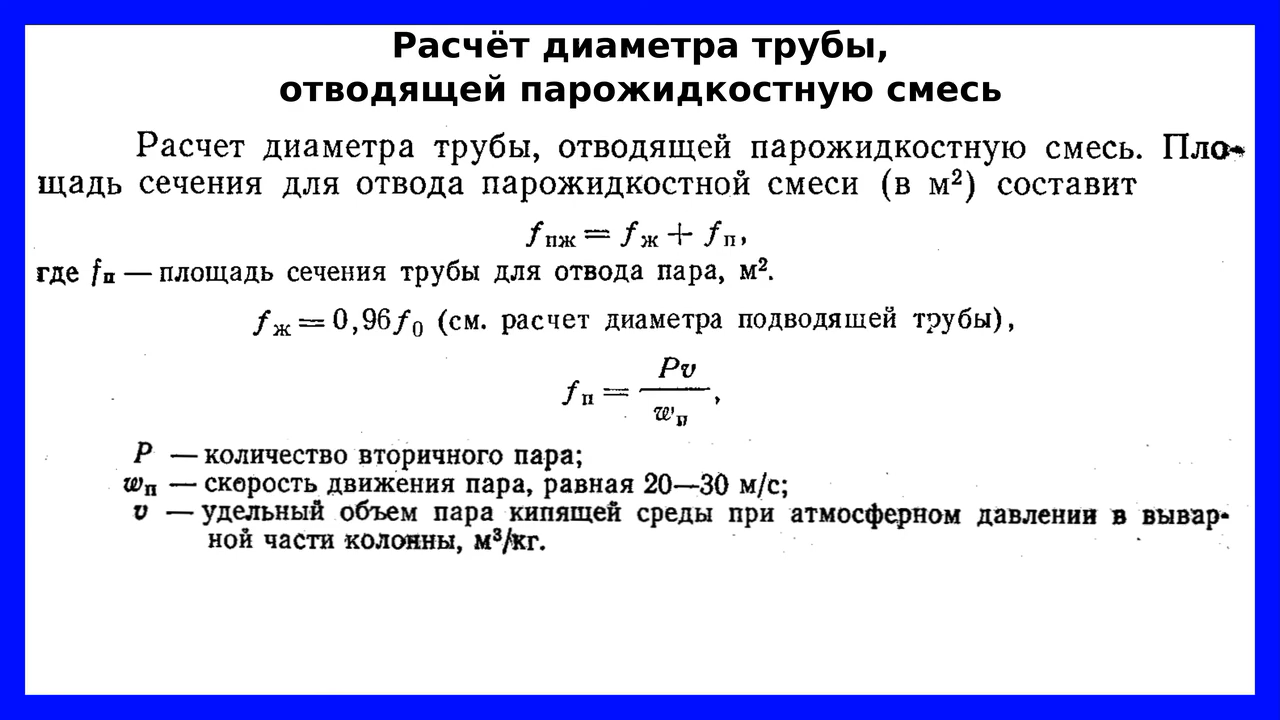 Расчёт диаметра трубы,
отводящей парожидкостную смесь
Расчет диаметра трубы, отводящей парожидкостную смесь. Пло-
щадь сечения для отвода парожидкостной смеси (в м²) составит
fпж = fж + fп,
где fп — площадь сечения трубы для отвода пара, м².
fж = 0,96f₀ (см. расчет диаметра подводящей трубы),
fп = Pv / wп,
P — количество вторичного пара;
wп — скорость движения пара, равная 20—30 м/с;
v — удельный объем пара кипящей среды при атмосферном давлении в вывар-
ной части колонны, м³/кг.